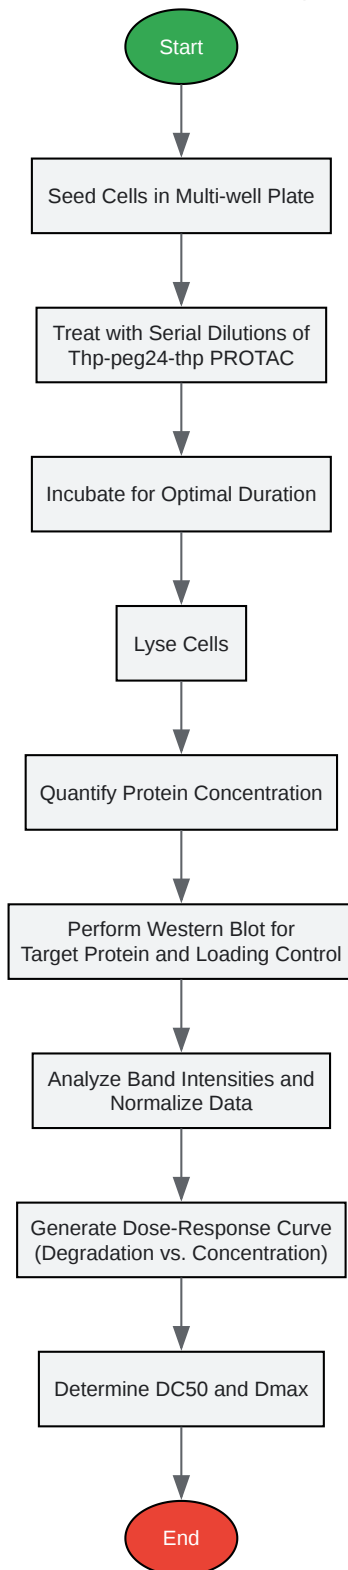 Start
Seed Cells in Multi-well Plate
Treat with Serial Dilutions of
Thp-peg24-thp PROTAC
Incubate for Optimal Duration
Lyse Cells
Quantify Protein Concentration
Perform Western Blot for
Target Protein and Loading Control
Analyze Band Intensities and
Normalize Data
Generate Dose-Response Curve
(Degradation vs. Concentration)
Determine DC50 and Dmax
End